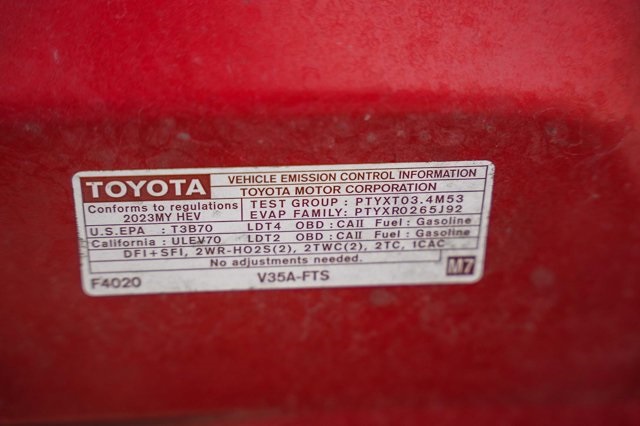 TOYOTA
VEHICLE EMISSION CONTROL INFORMATION
TOYOTA MOTOR CORPORATION
Conforms to regulations
2023MY HEV
TEST GROUP : PTYXT03.4M53
EVAP FAMILY: PTYXR0265J92
U.S.EPA : T3B70 LDT4 OBD : CAII Fuel : Gasoline
California : ULEV70 LDT2 OBD : CAII Fuel : Gasoline
DFI+SFI, 2WR-HO2S(2), 2TWC(2), 2TC, 1CAC
No adjustments needed.
F4020 V35A-FTS M7